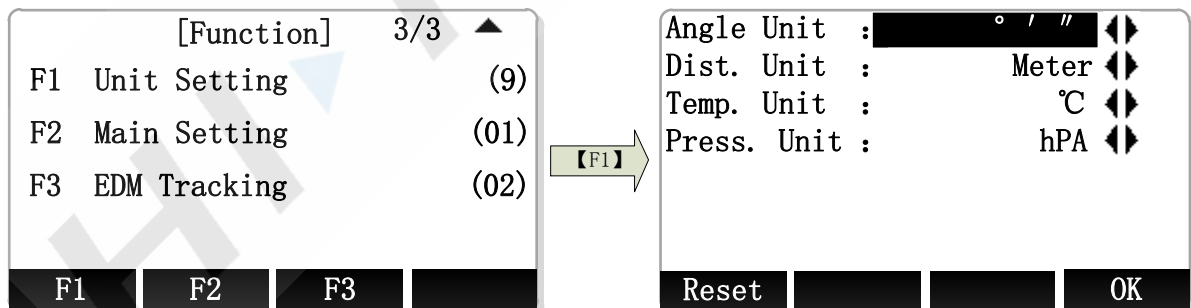 [Function] 3/3 ▲
F1 Unit Setting (9)
F2 Main Setting (01)
F3 EDM Tracking (02)
F1 F2 F3
【F1】
Angle Unit : ° ′ ″
Dist. Unit : Meter
Temp. Unit : ℃
Press. Unit : hPA
Reset OK